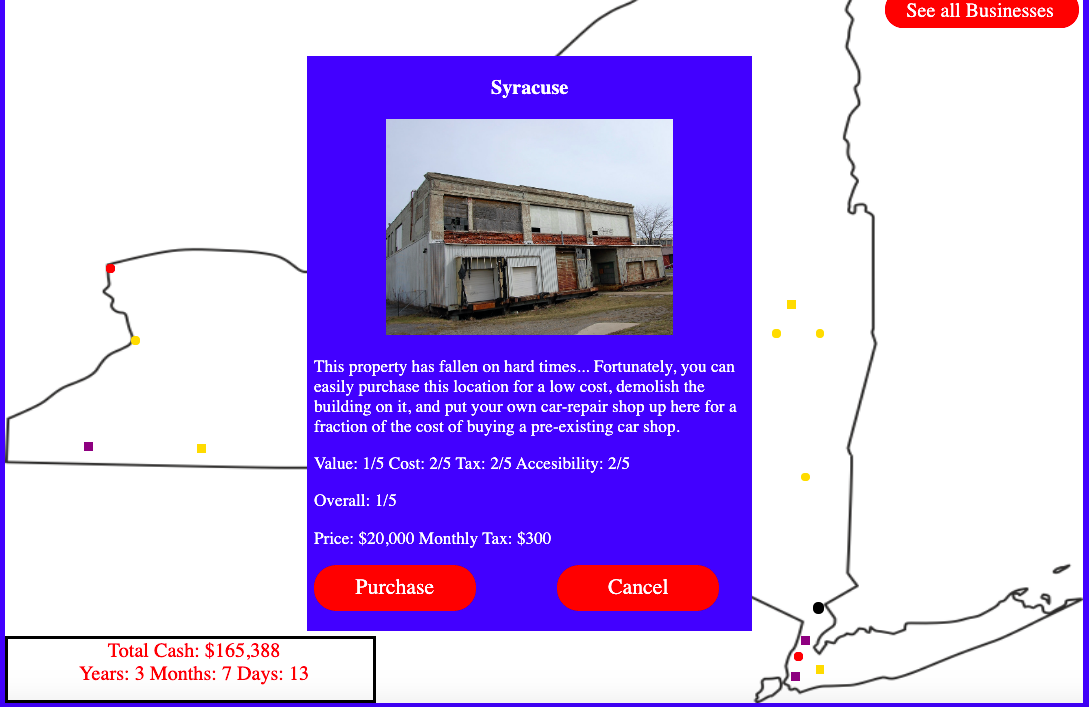 See all Businesses
Syracuse
This property has fallen on hard times... Fortunately, you can
easily purchase this location for a low cost, demolish the
building on it, and put your own car-repair shop up here for a
fraction of the cost of buying a pre-existing car shop.
Value: 1/5 Cost: 2/5 Tax: 2/5 Accesibility: 2/5
Overall: 1/5
Price: $20,000 Monthly Tax: $300
Purchase
Cancel
Total Cash: $165,388
Years: 3 Months: 7 Days: 13